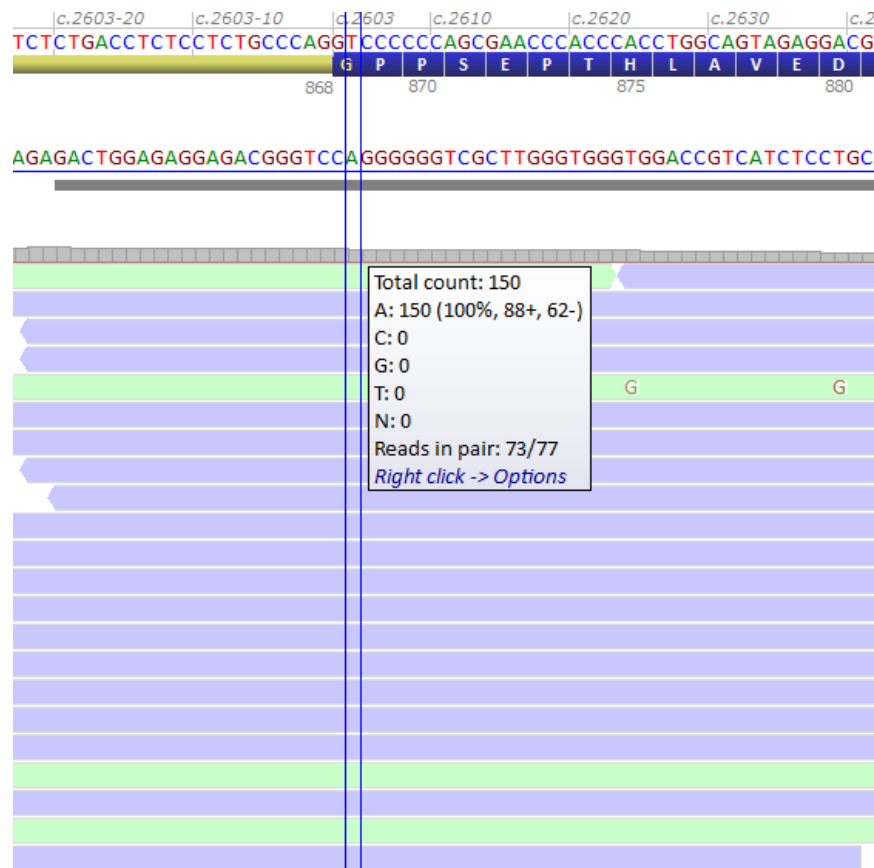 c.2603-20 c.2603-10 c.2603 c.2610 c.2620 c.2630 c.2
TCTCTGACCTCTCCTCTGCCCAGGTCCCCCCAGCGAACCCACCCACCTGGCAGTAGAGGACG
G P P S E P T H L A V E D
868 870 875 880
AGAGACTGGAGAGGAGACGGGTCCAGGGGGGTCGCTTGGGTGGGTGGACCGTCATCTCCTGC
Total count: 150
A: 150 (100%, 88+, 62-)
C: 0
G: 0
T: 0
N: 0
Reads in pair: 73/77
Right click -> Options
G G